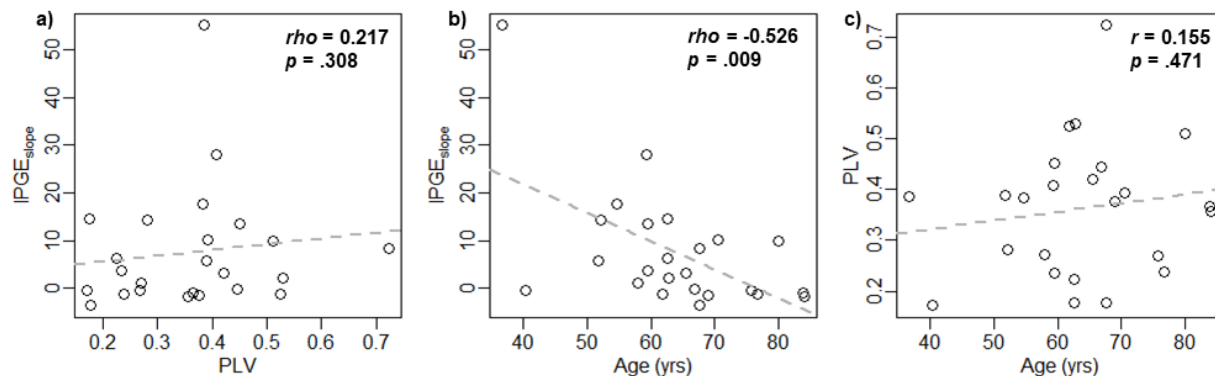 a)
rho = 0.217
p = .308
IPGEslope
50
40
30
20
10
0
0.2 0.3 0.4 0.5 0.6 0.7
PLV
b)
rho = -0.526
p = .009
IPGEslope
50
40
30
20
10
0
40 50 60 70 80
Age (yrs)
c)
r = 0.155
p = .471
PLV
0.7
0.6
0.5
0.4
0.3
0.2
40 50 60 70 80
Age (yrs)